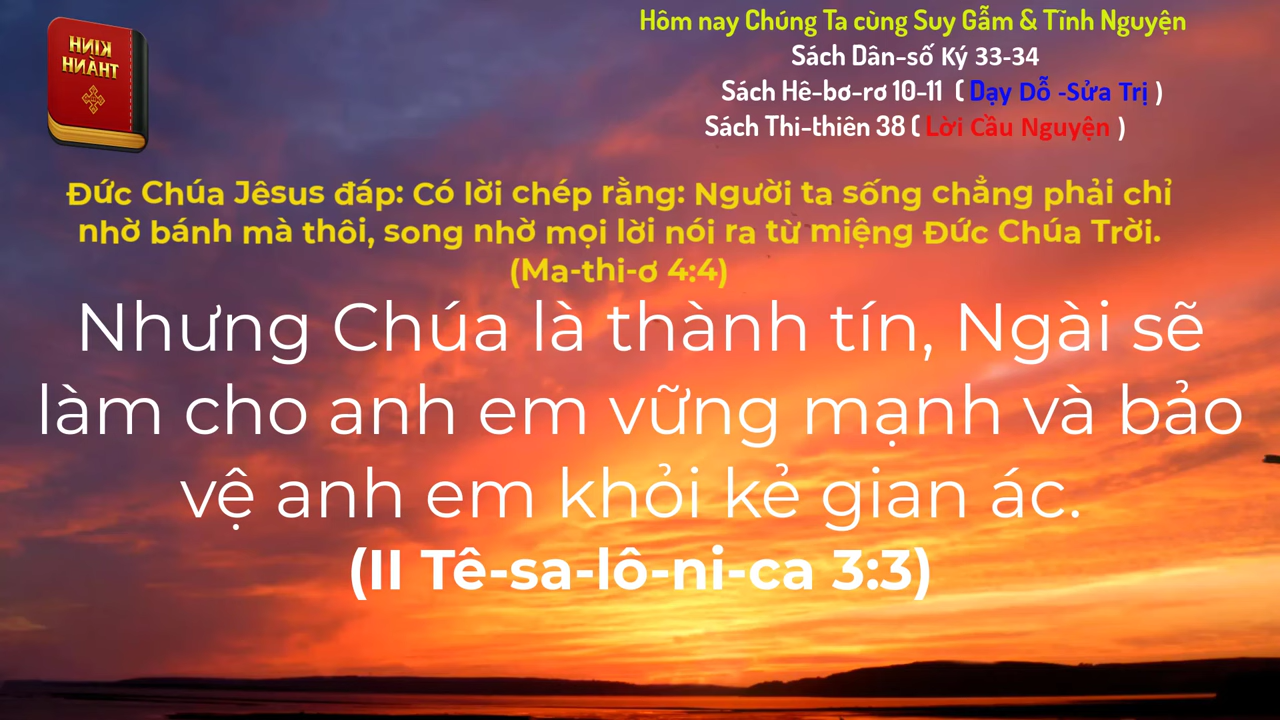 KINH
THÁNH
Hôm nay Chúng Ta cùng Suy Gẫm & Tĩnh Nguyện
Sách Dân-số Ký 33-34
Sách Hê-bơ-rơ 10-11 ( Dạy Dỗ -Sửa Trị )
Sách Thi-thiên 38 ( Lời Cầu Nguyện )
Đức Chúa Jêsus đáp: Có lời chép rằng: Người ta sống chẳng phải chỉ
nhờ bánh mà thôi, song nhờ mọi lời nói ra từ miệng Đức Chúa Trời.
(Ma-thi-ơ 4:4)
Nhưng Chúa là thành tín, Ngài sẽ
làm cho anh em vững mạnh và bảo
vệ anh em khỏi kẻ gian ác.
(II Tê-sa-lô-ni-ca 3:3)